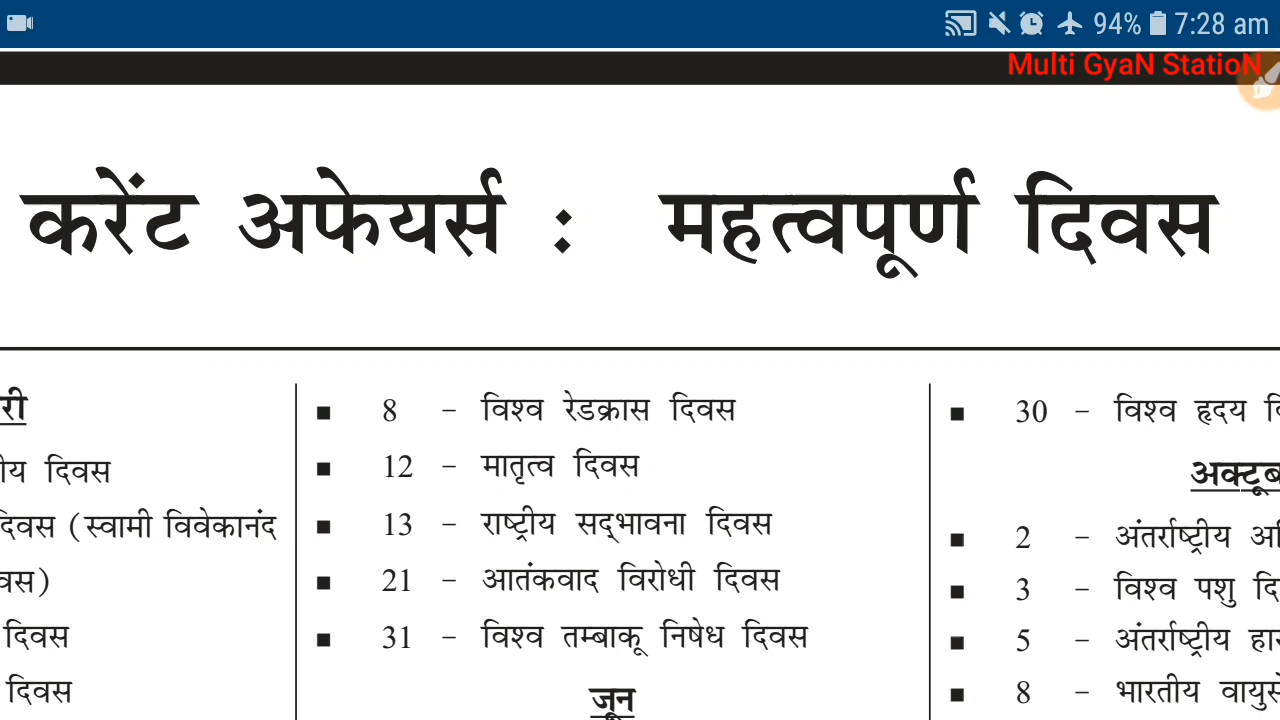 94% 7:28 am
Multi GyaN StatioN
करेंट अफेयर्स : महत्वपूर्ण दिवस
दिवस
दिवस (स्वामी विवेकानंद
दिवस
दिवस
8 – विश्व रेडक्रास दिवस
12 – मातृत्व दिवस
13 – राष्ट्रीय सद्भावना दिवस
21 – आतंकवाद विरोधी दिवस
31 – विश्व तम्बाकू निषेध दिवस
जून
30 – विश्व हृदय
2 – अंतर्राष्ट्रीय
3 – विश्व पशु
5 – अंतर्राष्ट्रीय
8 – भारतीय